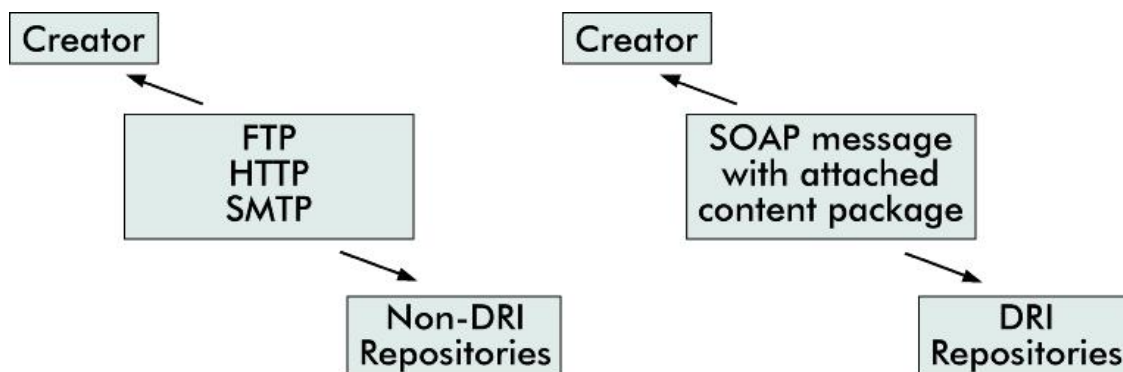 Creator
FTP
HTTP
SMTP
Non-DRI
Repositories
Creator
SOAP message
with attached
content package
DRI
Repositories